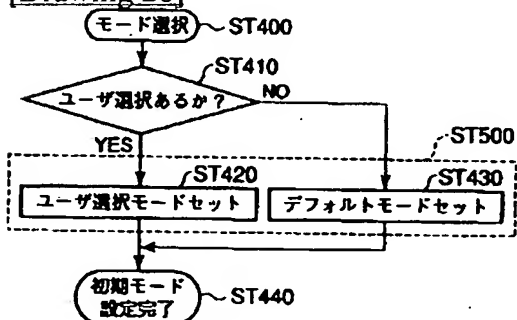 モード選択 ST400
ST410
ユーザ選択あるか？ NO
YES
ST500
ST420 ST430
ユーザ選択モードセット デフォルトモードセット
初期モード
設定完了 ST440